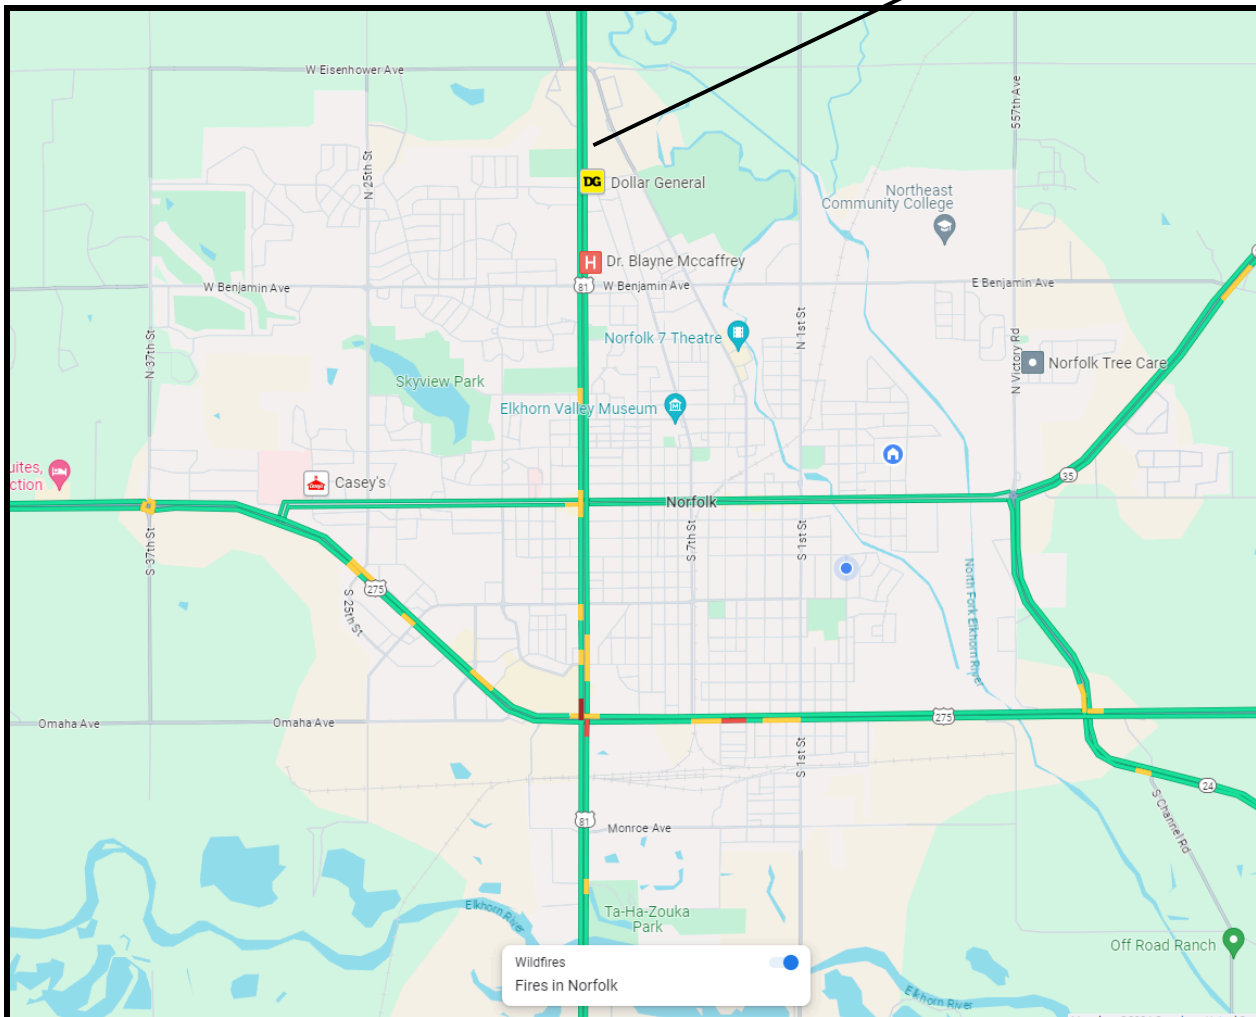 W Eisenhower Ave
557th Ave
N 25th St
DG
Dollar General
Northeast
Community College
H
Dr. Blayne Mccaffrey
W Benjamin Ave
81
W Benjamin Ave
E Benjamin Ave
Norfolk 7 Theatre
N 1st St
N 37th St
N Victory Rd
Norfolk Tree Care
Skyview Park
Elkhorn Valley Museum
uites,
ction
Casey's
35
Norfolk
S 37th St
S 7th St
S 1st St
275
S 25th St
North Fork Elkhorn River
Omaha Ave
Omaha Ave
275
S 1st St
24
81
Monroe Ave
S Channel Rd
Elkhorn River
Ta-Ha-Zouka
Park
Off Road Ranch
Wildfires
Fires in Norfolk
Elkhorn River